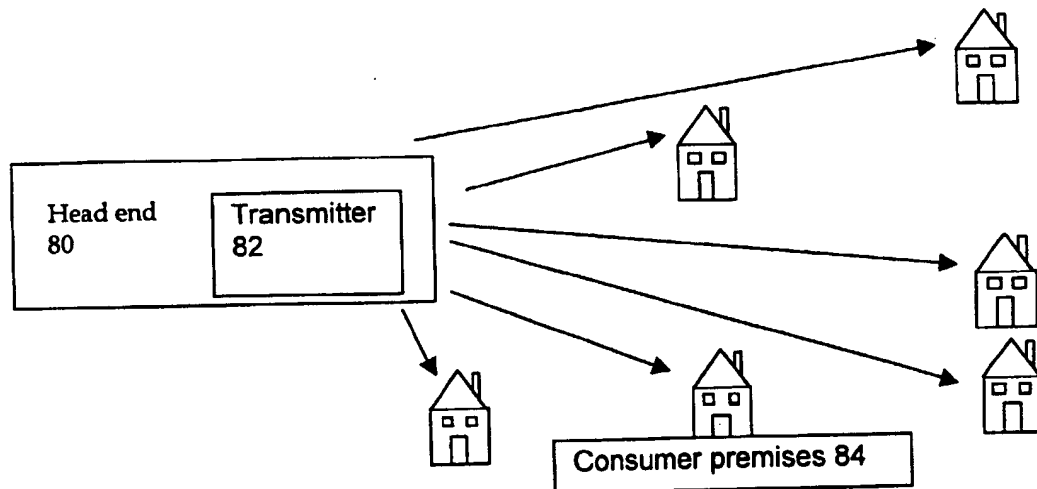 Head end
80
Transmitter
82
Consumer premises 84